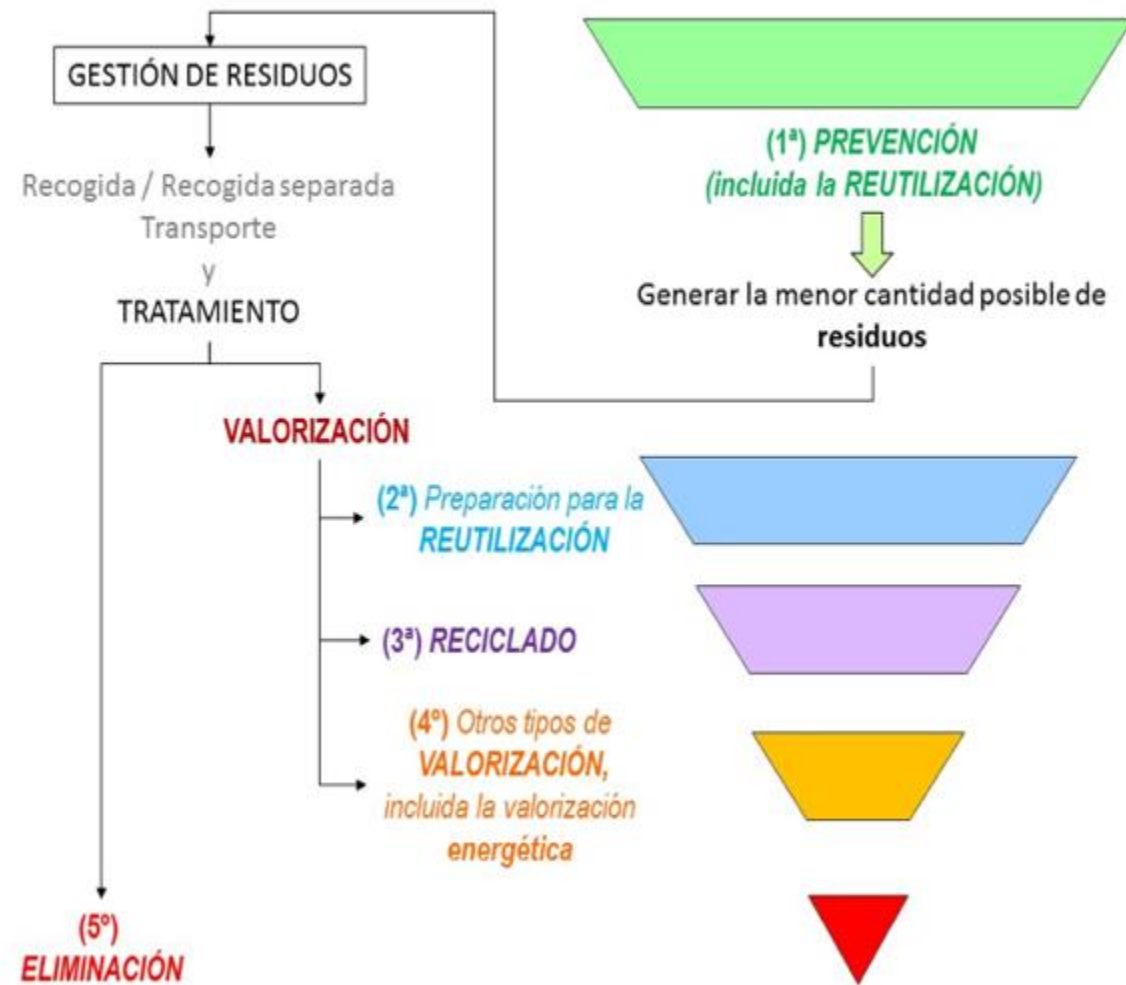 GESTIÓN DE RESIDUOS
Recogida / Recogida separada
Transporte
y
TRATAMIENTO
(1ª) PREVENCIÓN
(incluida la REUTILIZACIÓN)
Generar la menor cantidad posible de
residuos
VALORIZACIÓN
(2ª) Preparación para la
REUTILIZACIÓN
(3ª) RECICLADO
(4º) Otros tipos de
VALORIZACIÓN,
incluida la valorización
energética
(5º)
ELIMINACIÓN